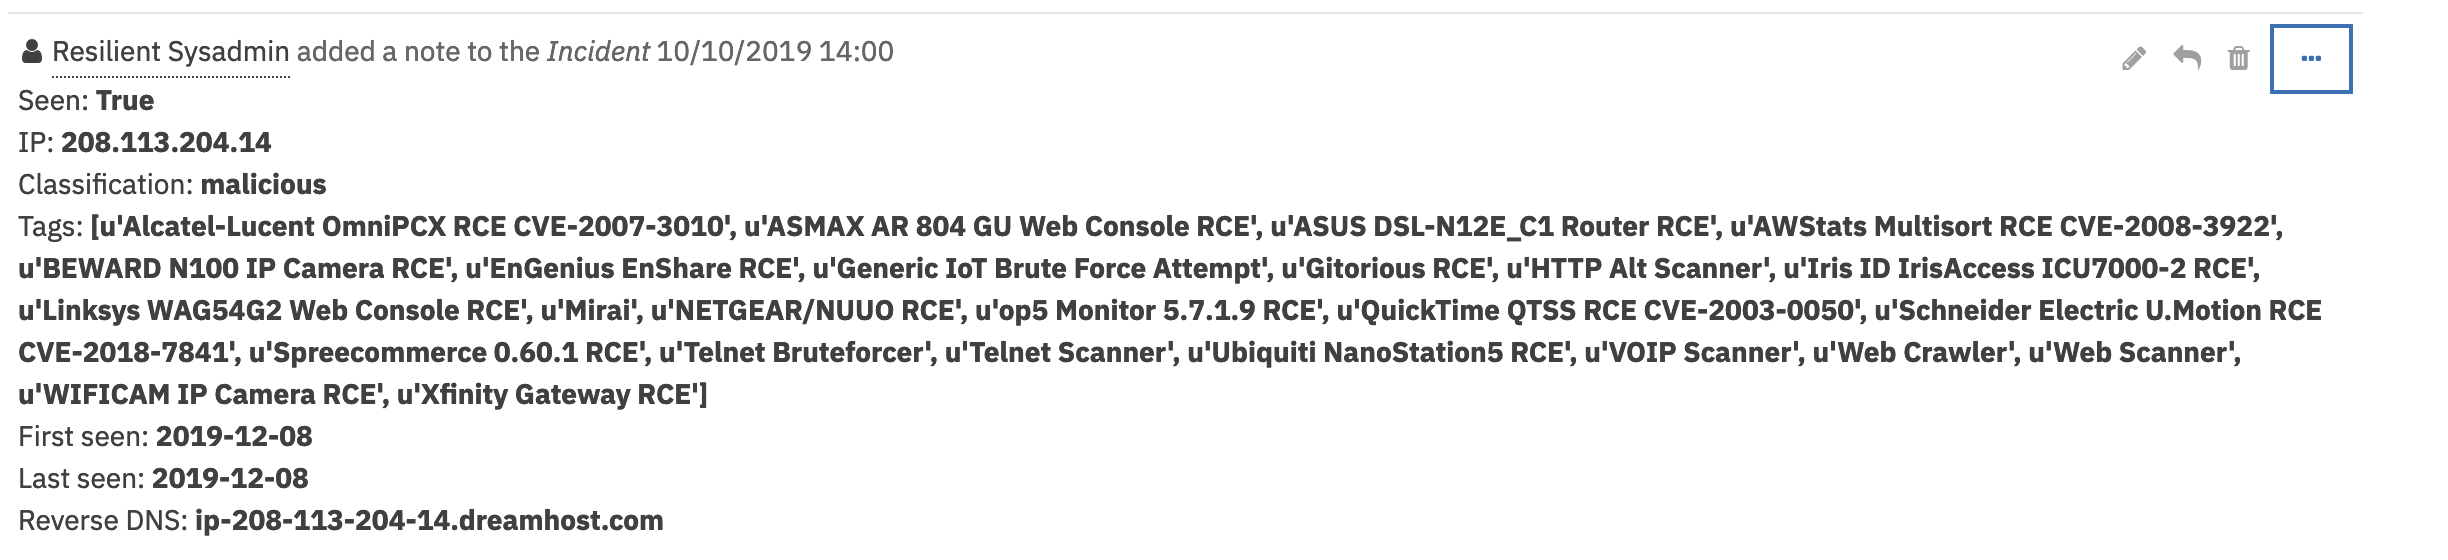 Resilient Sysadmin added a note to the Incident 10/10/2019 14:00
Seen: True
IP: 208.113.204.14
Classification: malicious
Tags: [u'Alcatel-Lucent OmniPCX RCE CVE-2007-3010', u'ASMAX AR 804 GU Web Console RCE', u'ASUS DSL-N12E_C1 Router RCE', u'AWStats Multisort RCE CVE-2008-3922',
u'BEWARD N100 IP Camera RCE', u'EnGenius EnShare RCE', u'Generic IoT Brute Force Attempt', u'Gitorious RCE', u'HTTP Alt Scanner', u'Iris ID IrisAccess ICU7000-2 RCE',
u'Linksys WAG54G2 Web Console RCE', u'Mirai', u'NETGEAR/NUUO RCE', u'op5 Monitor 5.7.1.9 RCE', u'QuickTime QTSS RCE CVE-2003-0050', u'Schneider Electric U.Motion RCE
CVE-2018-7841', u'Spreecommerce 0.60.1 RCE', u'Telnet Bruteforcer', u'Telnet Scanner', u'Ubiquiti NanoStation5 RCE', u'VOIP Scanner', u'Web Crawler', u'Web Scanner',
u'WIFICAM IP Camera RCE', u'Xfinity Gateway RCE']
First seen: 2019-12-08
Last seen: 2019-12-08
Reverse DNS: ip-208-113-204-14.dreamhost.com